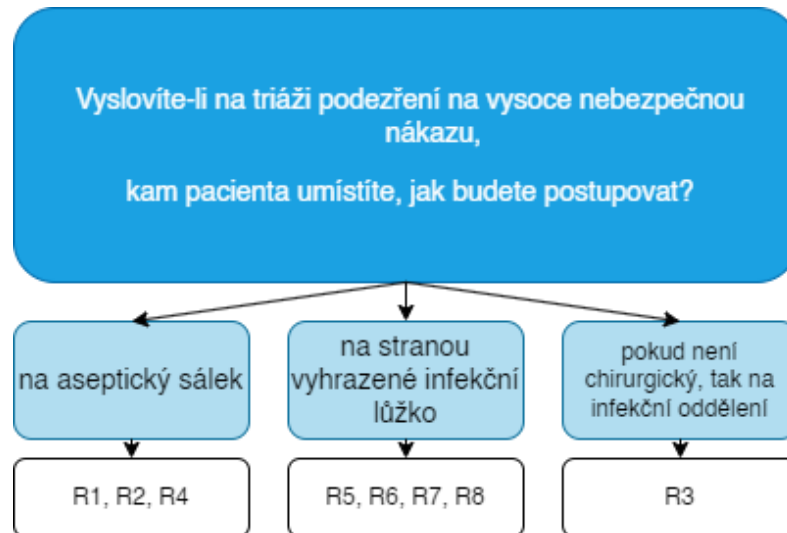 Vyslovíte-li na triáži podezření na vysoce nebezpečnou
nákazu,
kam pacienta umístíte, jak budete postupovat?
na aseptický sálek
na stranou
vyhrazené infekční
lůžko
pokud není
chirurgický, tak na
infekční oddělení
R1, R2, R4
R5, R6, R7, R8
R3